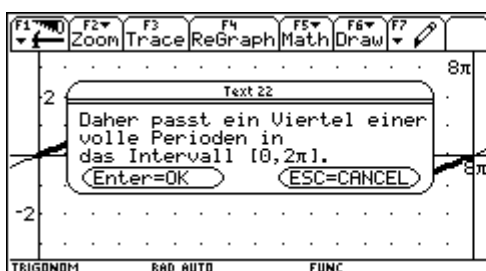 F1 F2 F3 F4 F5 F6 F7
Zoom Trace ReGraph Math Draw
8π
2
Text 22
Daher passt ein Viertel einer
volle Perioden in
das Intervall [0,2π].
Enter=OK ESC=CANCEL
8π
-2
TRIGONOM RAD AUTO FUNC